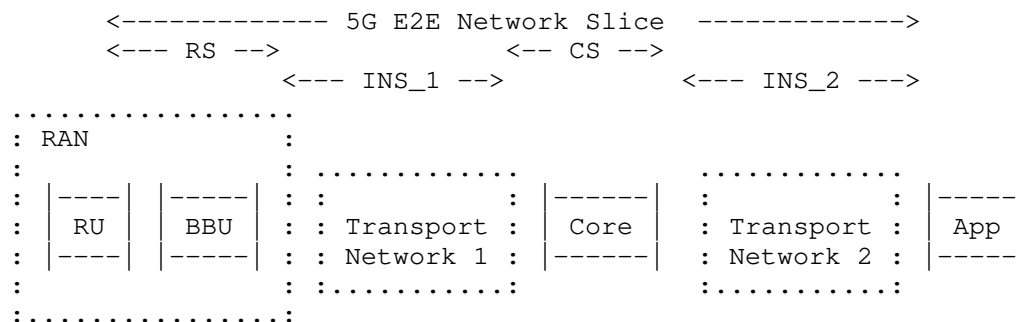 <------------- 5G E2E Network Slice ------------->
<--- RS --> <-- CS -->
<--- INS_1 --> <--- INS_2 --->
..................
: RAN :
: : ............. .............
: |----| |-----| : : : |------| : : |-----
: | RU | | BBU | : : Transport : | Core | : Transport : | App
: |----| |-----| : : Network 1 : |------| : Network 2 : |-----
: : :...........: :...........:
:................: